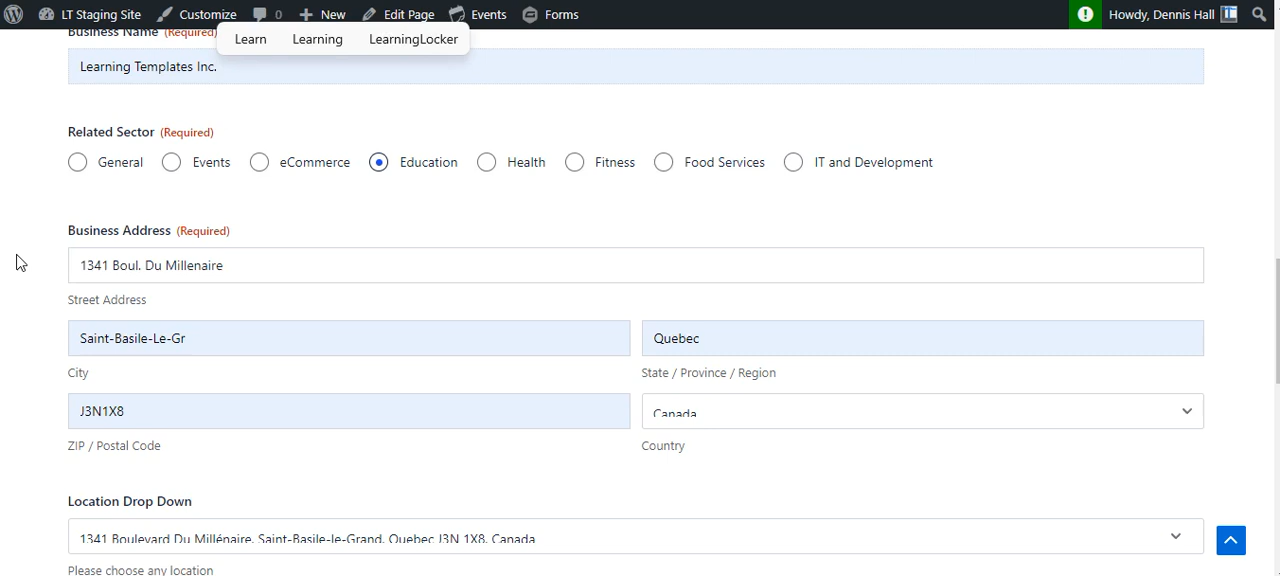 LT Staging Site Customize 0 New Edit Page Events Forms Howdy, Dennis Hall
Business Name (Required)
Learn Learning LearningLocker
Learning Templates Inc.
Related Sector (Required)
General Events eCommerce Education Health Fitness Food Services IT and Development
Business Address (Required)
1341 Boul. Du Millenaire
Street Address
Saint-Basile-Le-Gr Quebec
City State / Province / Region
J3N1X8 Canada
ZIP / Postal Code Country
Location Drop Down
1341 Boulevard Du Millénaire, Saint-Basile-le-Grand, Quebec J3N 1X8, Canada
Please choose any location